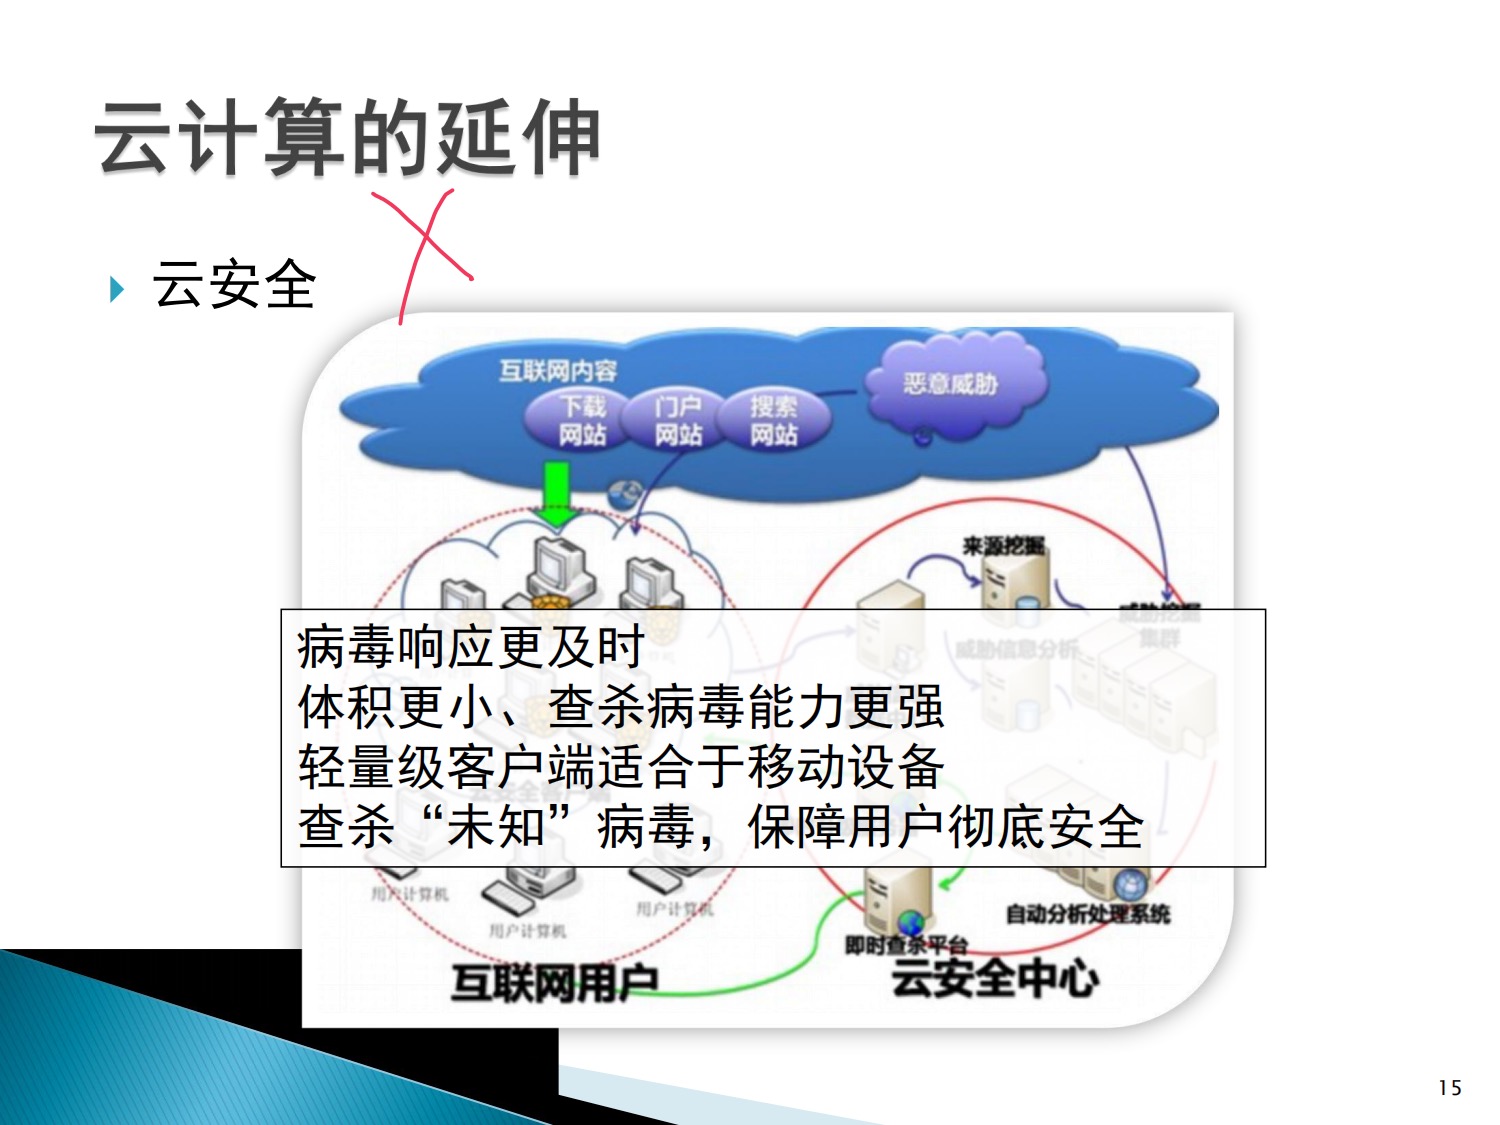 云计算的延伸
云安全
互联网内容
下载
网站
门户
网站
搜索
网站
恶意威胁
来源挖掘
威胁挖掘
集群
威胁信息分析
病毒响应更及时
体积更小、查杀病毒能力更强
轻量级客户端适合于移动设备
查杀“未知”病毒，保障用户彻底安全
云安全客户端
用户计算机
用户计算机
用户计算机
自动分析处理系统
即时查杀平台
互联网用户
云安全中心
15